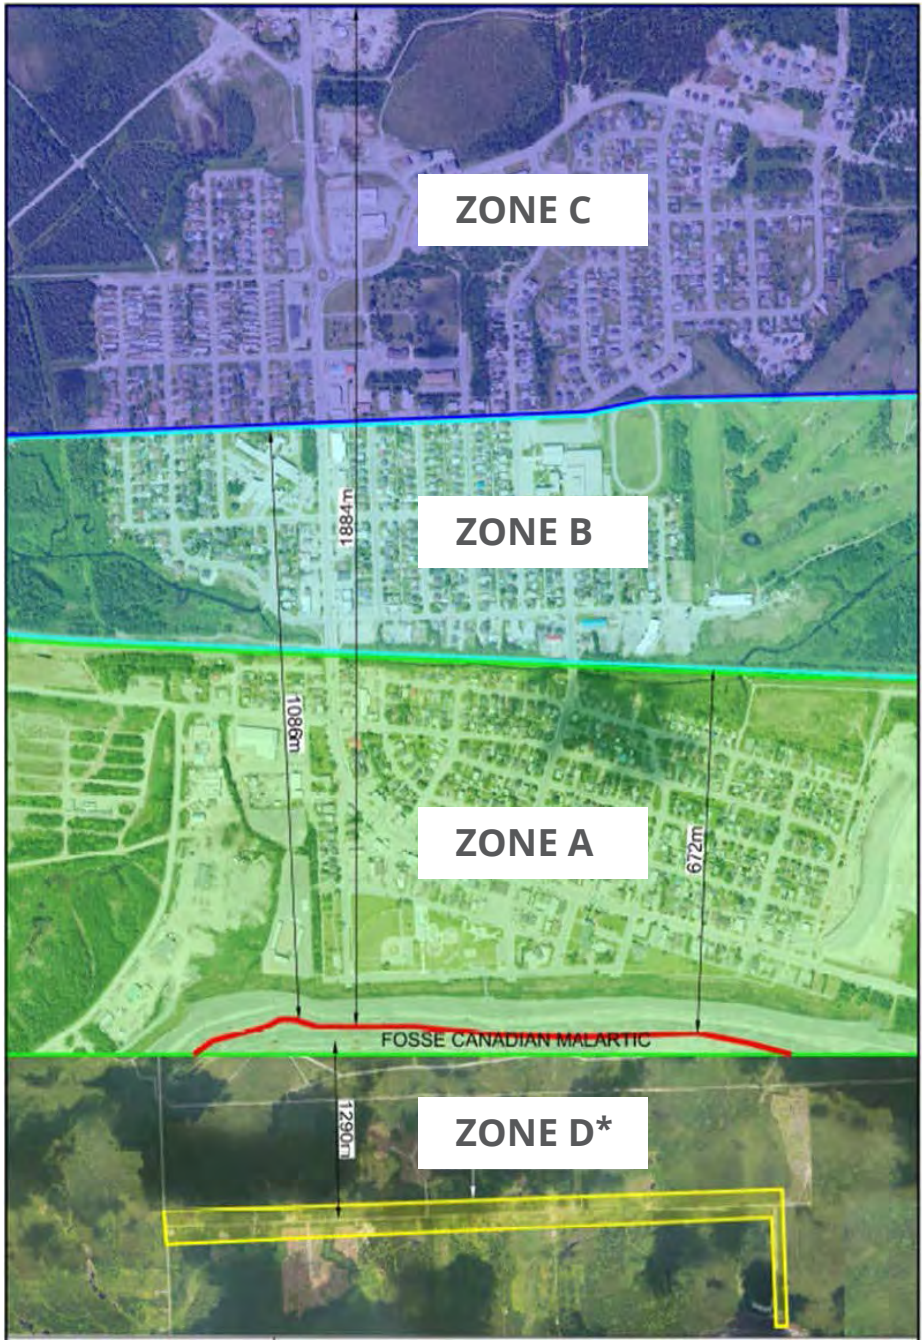 ZONE C
1884m
ZONE B
1086m
ZONE A
672m
FOSSE CANADIAN MALARTIC
1290m
ZONE D*